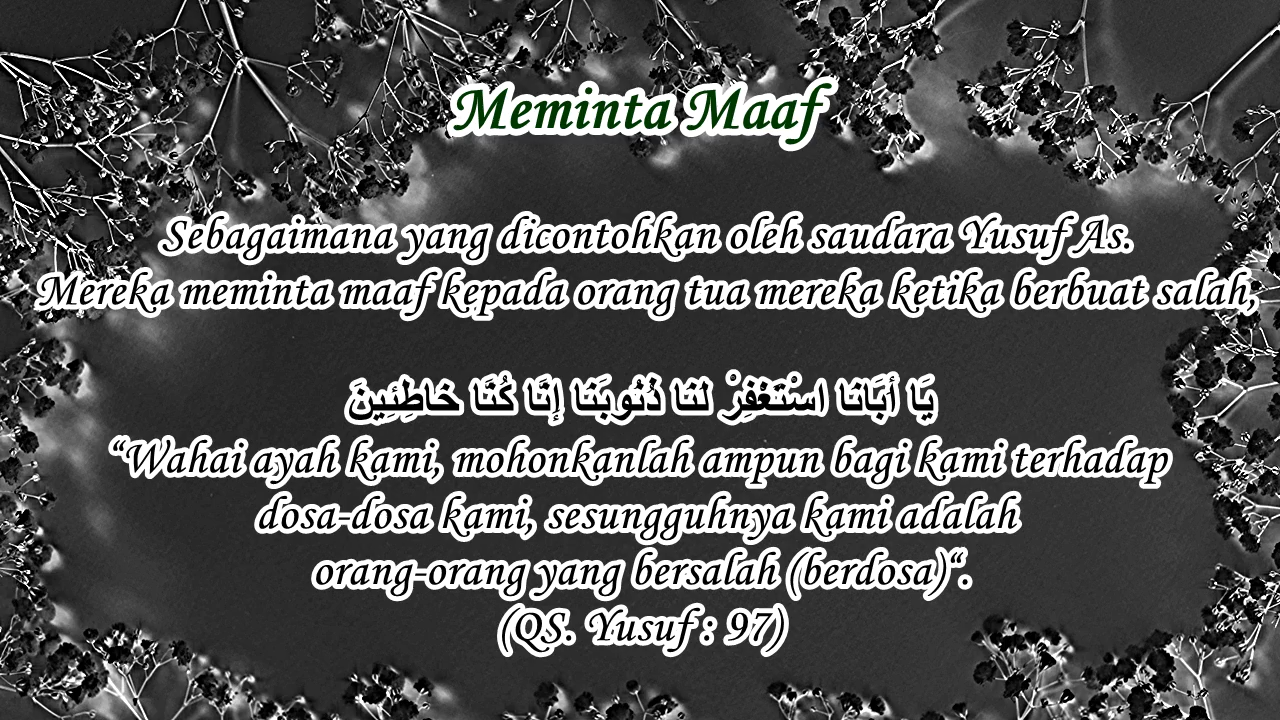 Meminta Maaf
Sebagaimana yang dicontohkan oleh saudara Yusuf As.
Mereka meminta maaf kepada orang tua mereka ketika berbuat salah,
يَا أَبَانَا اسْتَغْفِرْ لَنَا ذُنُوبَنَا إِنَّا كُنَّا خَاطِئِينَ
“Wahai ayah kami, mohonkanlah ampun bagi kami terhadap
dosa-dosa kami, sesungguhnya kami adalah
orang-orang yang bersalah (berdosa)“.
(QS. Yusuf : 97)